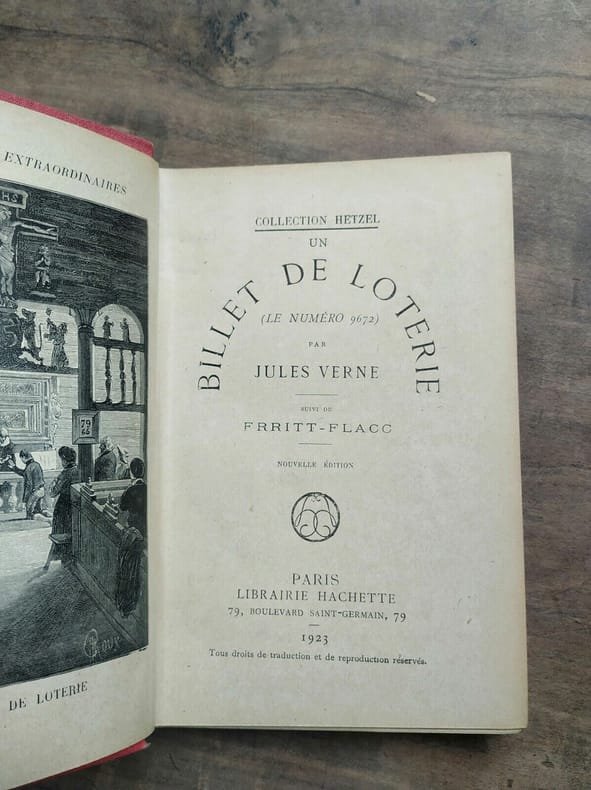 EXTRAORDINAIRES
79
DE LOTERIE
COLLECTION HETZEL
UN
BILLET DE LOTERIE
(LE NUMÉRO 9672)
PAR
JULES VERNE
SUIVI DE
FRRITT-FLACC
NOUVELLE ÉDITION
PARIS
LIBRAIRIE HACHETTE
79, BOULEVARD SAINT-GERMAIN, 79
1923
Tous droits de traduction et de reproduction réservés.